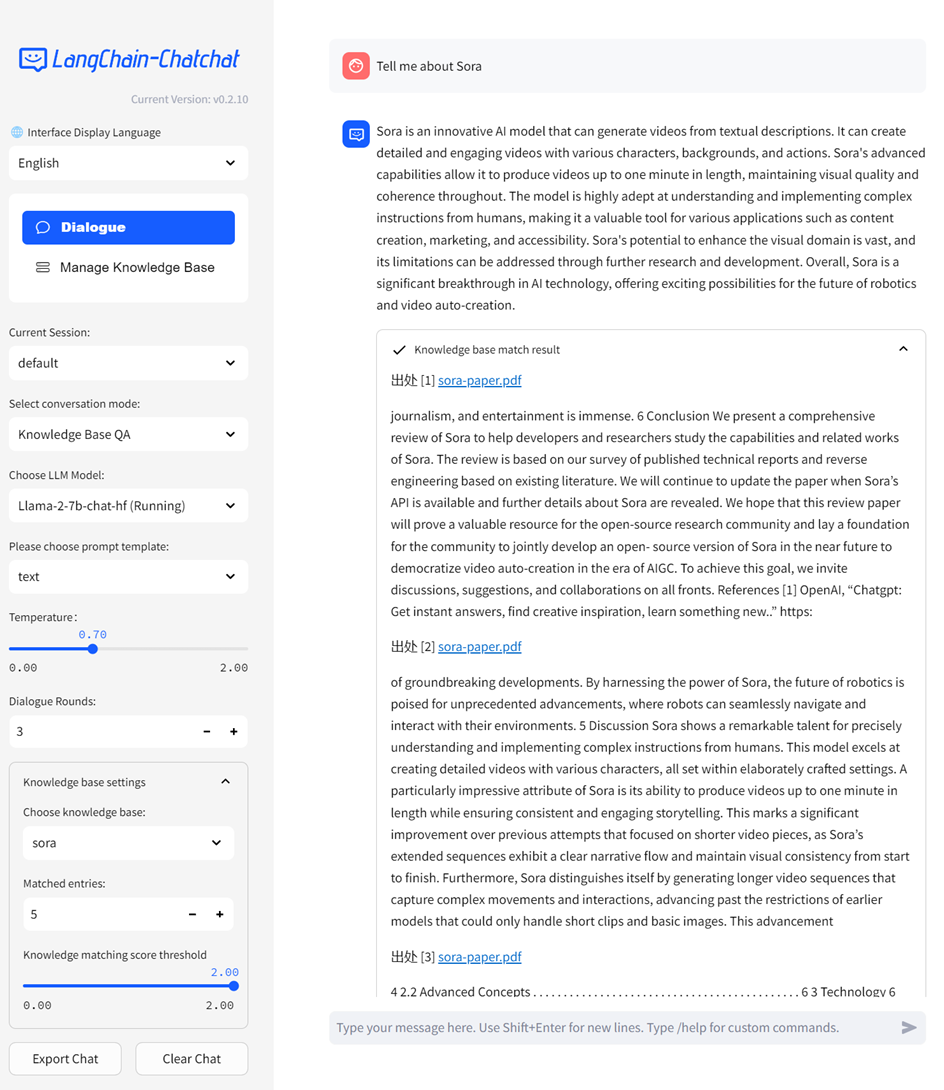 LangChain-Chatchat
Current Version: v0.2.10
Interface Display Language
English
Dialogue
Manage Knowledge Base
Current Session:
default
Select conversation mode:
Knowledge Base QA
Choose LLM Model:
Llama-2-7b-chat-hf (Running)
Please choose prompt template:
text
Temperature：
0.70
0.00 2.00
Dialogue Rounds:
3 - +
Knowledge base settings
Choose knowledge base:
sora
Matched entries:
5 - +
Knowledge matching score threshold
2.00
0.00 2.00
Export Chat Clear Chat
Tell me about Sora
Sora is an innovative AI model that can generate videos from textual descriptions. It can create
detailed and engaging videos with various characters, backgrounds, and actions. Sora's advanced
capabilities allow it to produce videos up to one minute in length, maintaining visual quality and
coherence throughout. The model is highly adept at understanding and implementing complex
instructions from humans, making it a valuable tool for various applications such as content
creation, marketing, and accessibility. Sora's potential to enhance the visual domain is vast, and
its limitations can be addressed through further research and development. Overall, Sora is a
significant breakthrough in AI technology, offering exciting possibilities for the future of robotics
and video auto-creation.
Knowledge base match result
出处 [1] sora-paper.pdf
journalism, and entertainment is immense. 6 Conclusion We present a comprehensive
review of Sora to help developers and researchers study the capabilities and related works
of Sora. The review is based on our survey of published technical reports and reverse
engineering based on existing literature. We will continue to update the paper when Sora’s
API is available and further details about Sora are revealed. We hope that this review paper
will prove a valuable resource for the open-source research community and lay a foundation
for the community to jointly develop an open- source version of Sora in the near future to
democratize video auto-creation in the era of AIGC. To achieve this goal, we invite
discussions, suggestions, and collaborations on all fronts. References [1] OpenAI, “Chatgpt:
Get instant answers, find creative inspiration, learn something new..” https:
出处 [2] sora-paper.pdf
of groundbreaking developments. By harnessing the power of Sora, the future of robotics is
poised for unprecedented advancements, where robots can seamlessly navigate and
interact with their environments. 5 Discussion Sora shows a remarkable talent for precisely
understanding and implementing complex instructions from humans. This model excels at
creating detailed videos with various characters, all set within elaborately crafted settings. A
particularly impressive attribute of Sora is its ability to produce videos up to one minute in
length while ensuring consistent and engaging storytelling. This marks a significant
improvement over previous attempts that focused on shorter video pieces, as Sora’s
extended sequences exhibit a clear narrative flow and maintain visual consistency from start
to finish. Furthermore, Sora distinguishes itself by generating longer video sequences that
capture complex movements and interactions, advancing past the restrictions of earlier
models that could only handle short clips and basic images. This advancement
出处 [3] sora-paper.pdf
4 2.2 Advanced Concepts . . . . . . . . . . . . . . . . . . . . . . . . . . . . . . . . . . . . . . . . . 6 3 Technology 6
Type your message here. Use Shift+Enter for new lines. Type /help for custom commands.